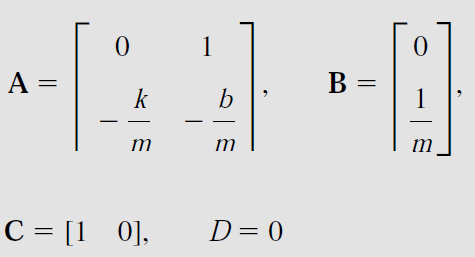 A = [ 0 1 ; -k/m -b/m ], B = [ 0 ; 1/m ],
C = [1 0], D = 0